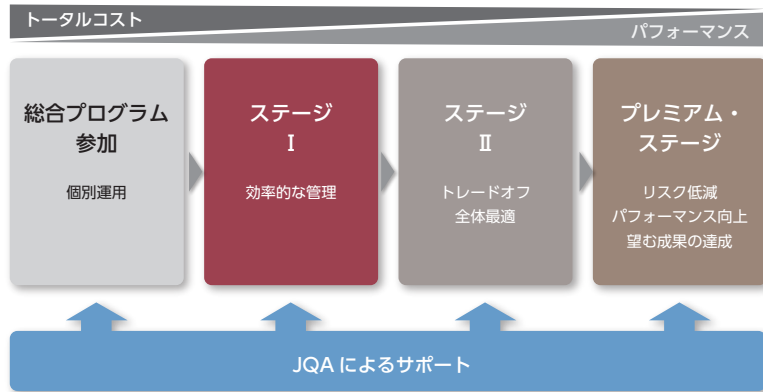 トータルコスト
パフォーマンス
総合プログラム
参加
個別運用
ステージ
Ⅰ
効率的な管理
ステージ
Ⅱ
トレードオフ
全体最適
プレミアム・
ステージ
リスク低減
パフォーマンス向上
望む成果の達成
JQAによるサポート